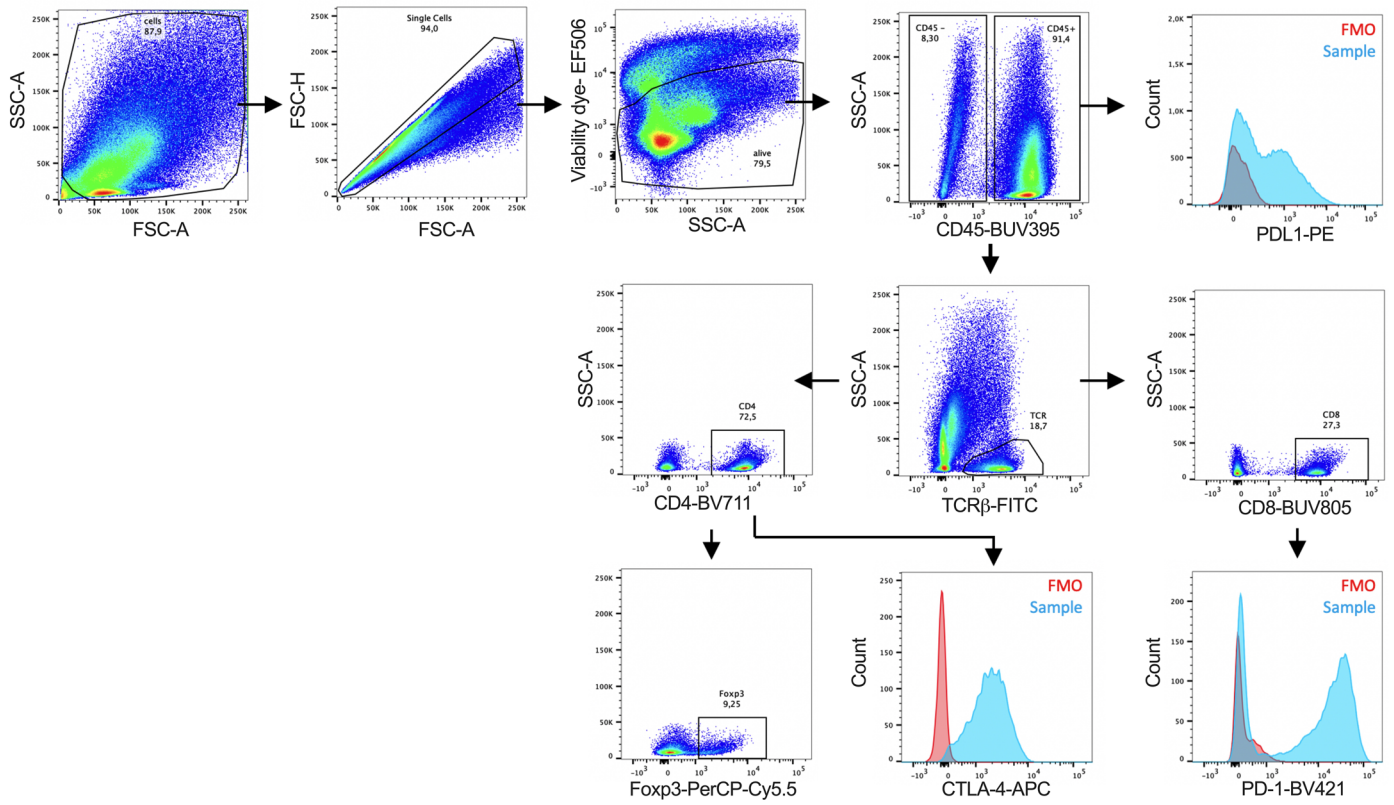 SSC-A
250K
200K
150K
100K
50K
0
cells
87,9
0 50K 100K 150K 200K 250K
FSC-A
FSC-H
250K
200K
150K
100K
50K
0
Single Cells
94,0
0 50K 100K 150K 200K 250K
FSC-A
Viability dye- EF506
10^5
10^4
10^3
0
-10^3
alive
79,5
0 50K 100K 150K 200K 250K
SSC-A
SSC-A
250K
200K
150K
100K
50K
0
CD45 -
8,30
CD45+
91,4
-10^3 0 10^3 10^4 10^5
CD45-BUV395
Count
2,0K
1,5K
1,0K
500
0
FMO
Sample
0 10^3 10^4 10^5
PDL1-PE
SSC-A
250K
200K
150K
100K
50K
0
CD4
72,5
-10^3 0 10^3 10^4 10^5
CD4-BV711
SSC-A
250K
200K
150K
100K
50K
0
TCR
18,7
-10^3 0 10^3 10^4 10^5
TCRβ-FITC
SSC-A
250K
200K
150K
100K
50K
0
CD8
27,3
-10^3 0 10^3 10^4 10^5
CD8-BUV805
250K
200K
150K
100K
50K
0
Foxp3
9,25
-10^3 0 10^3 10^4 10^5
Foxp3-PerCP-Cy5.5
Count
250
200
150
100
50
0
FMO
Sample
-10^3 0 10^3 10^4 10^5
CTLA-4-APC
Count
200
150
100
50
0
FMO
Sample
-10^3 0 10^3 10^4 10^5
PD-1-BV421